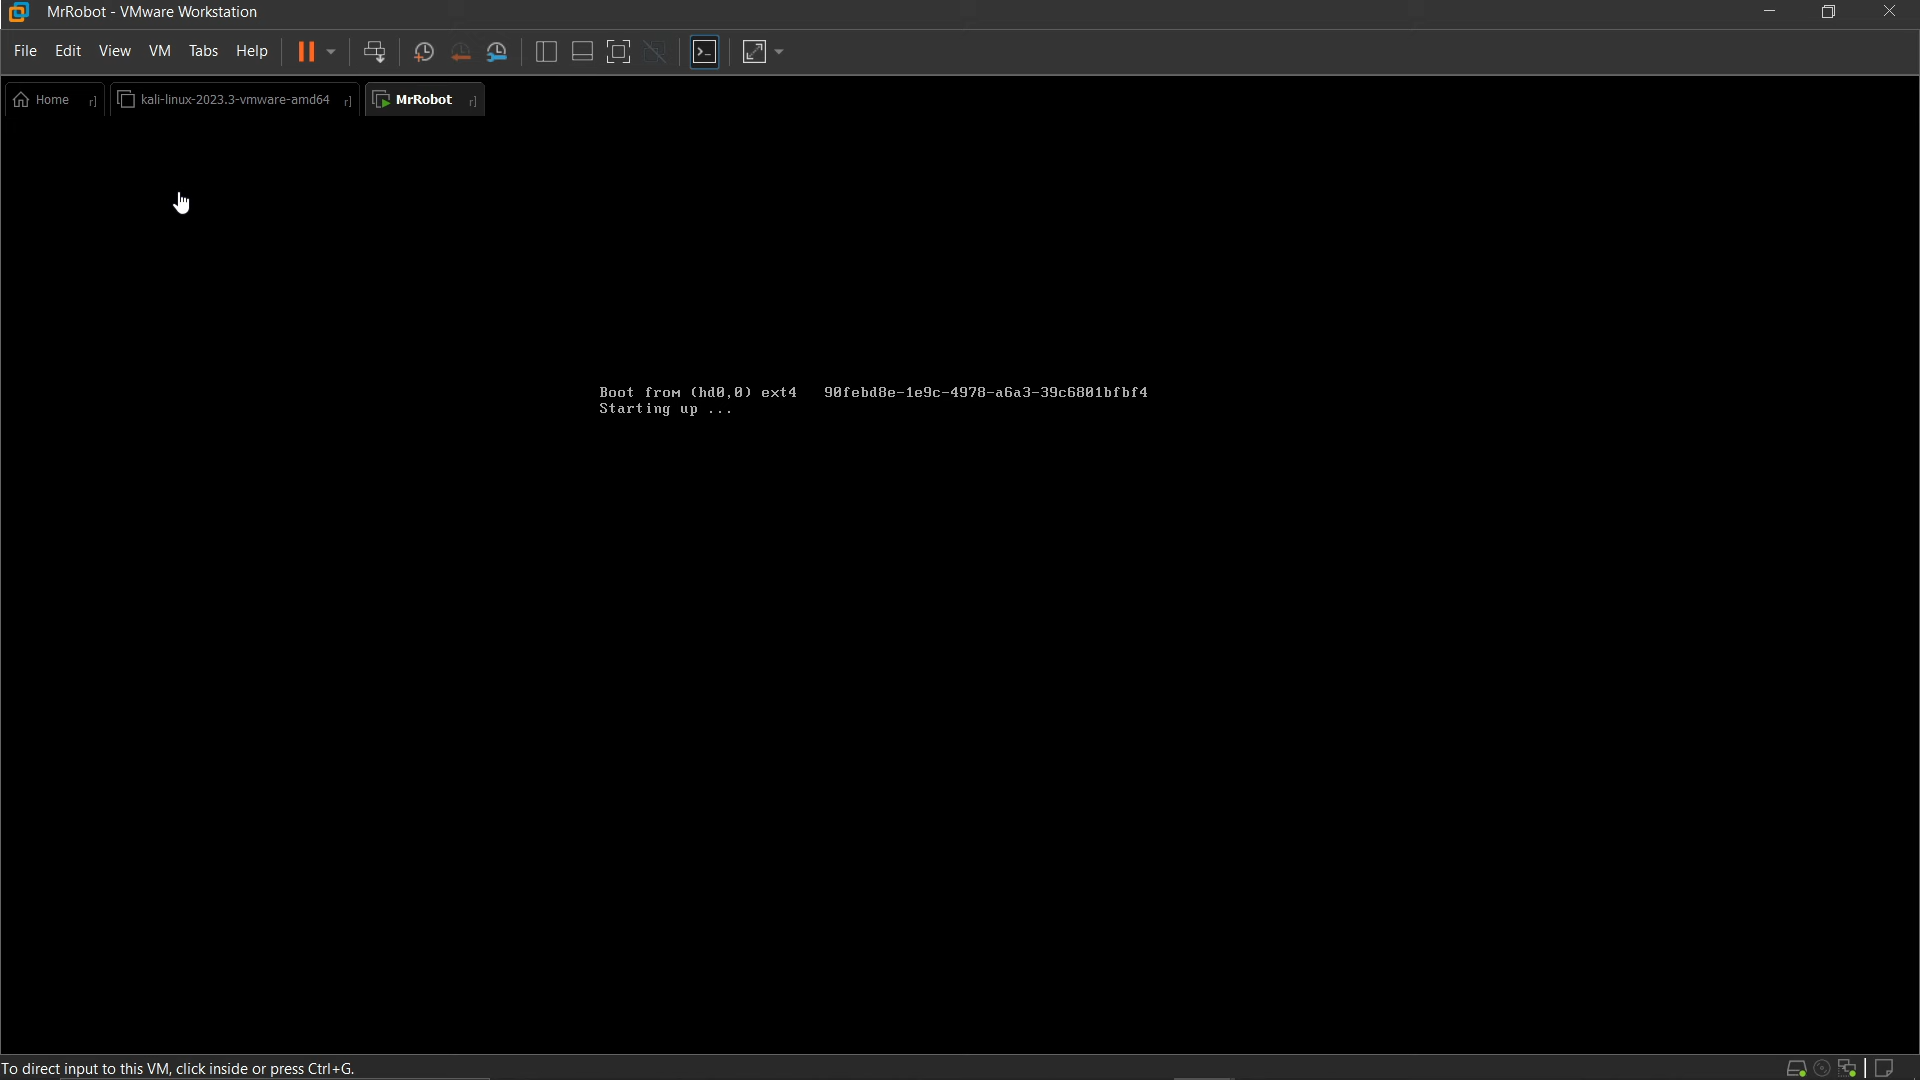 MrRobot - VMware Workstation
File Edit View VM Tabs Help
Home kali-linux-2023.3-vmware-amd64 MrRobot
Boot from (hd0,0) ext4 90febd8e-1e9c-4978-a6a3-39c6801bfbf4
Starting up ...
To direct input to this VM, click inside or press Ctrl+G.